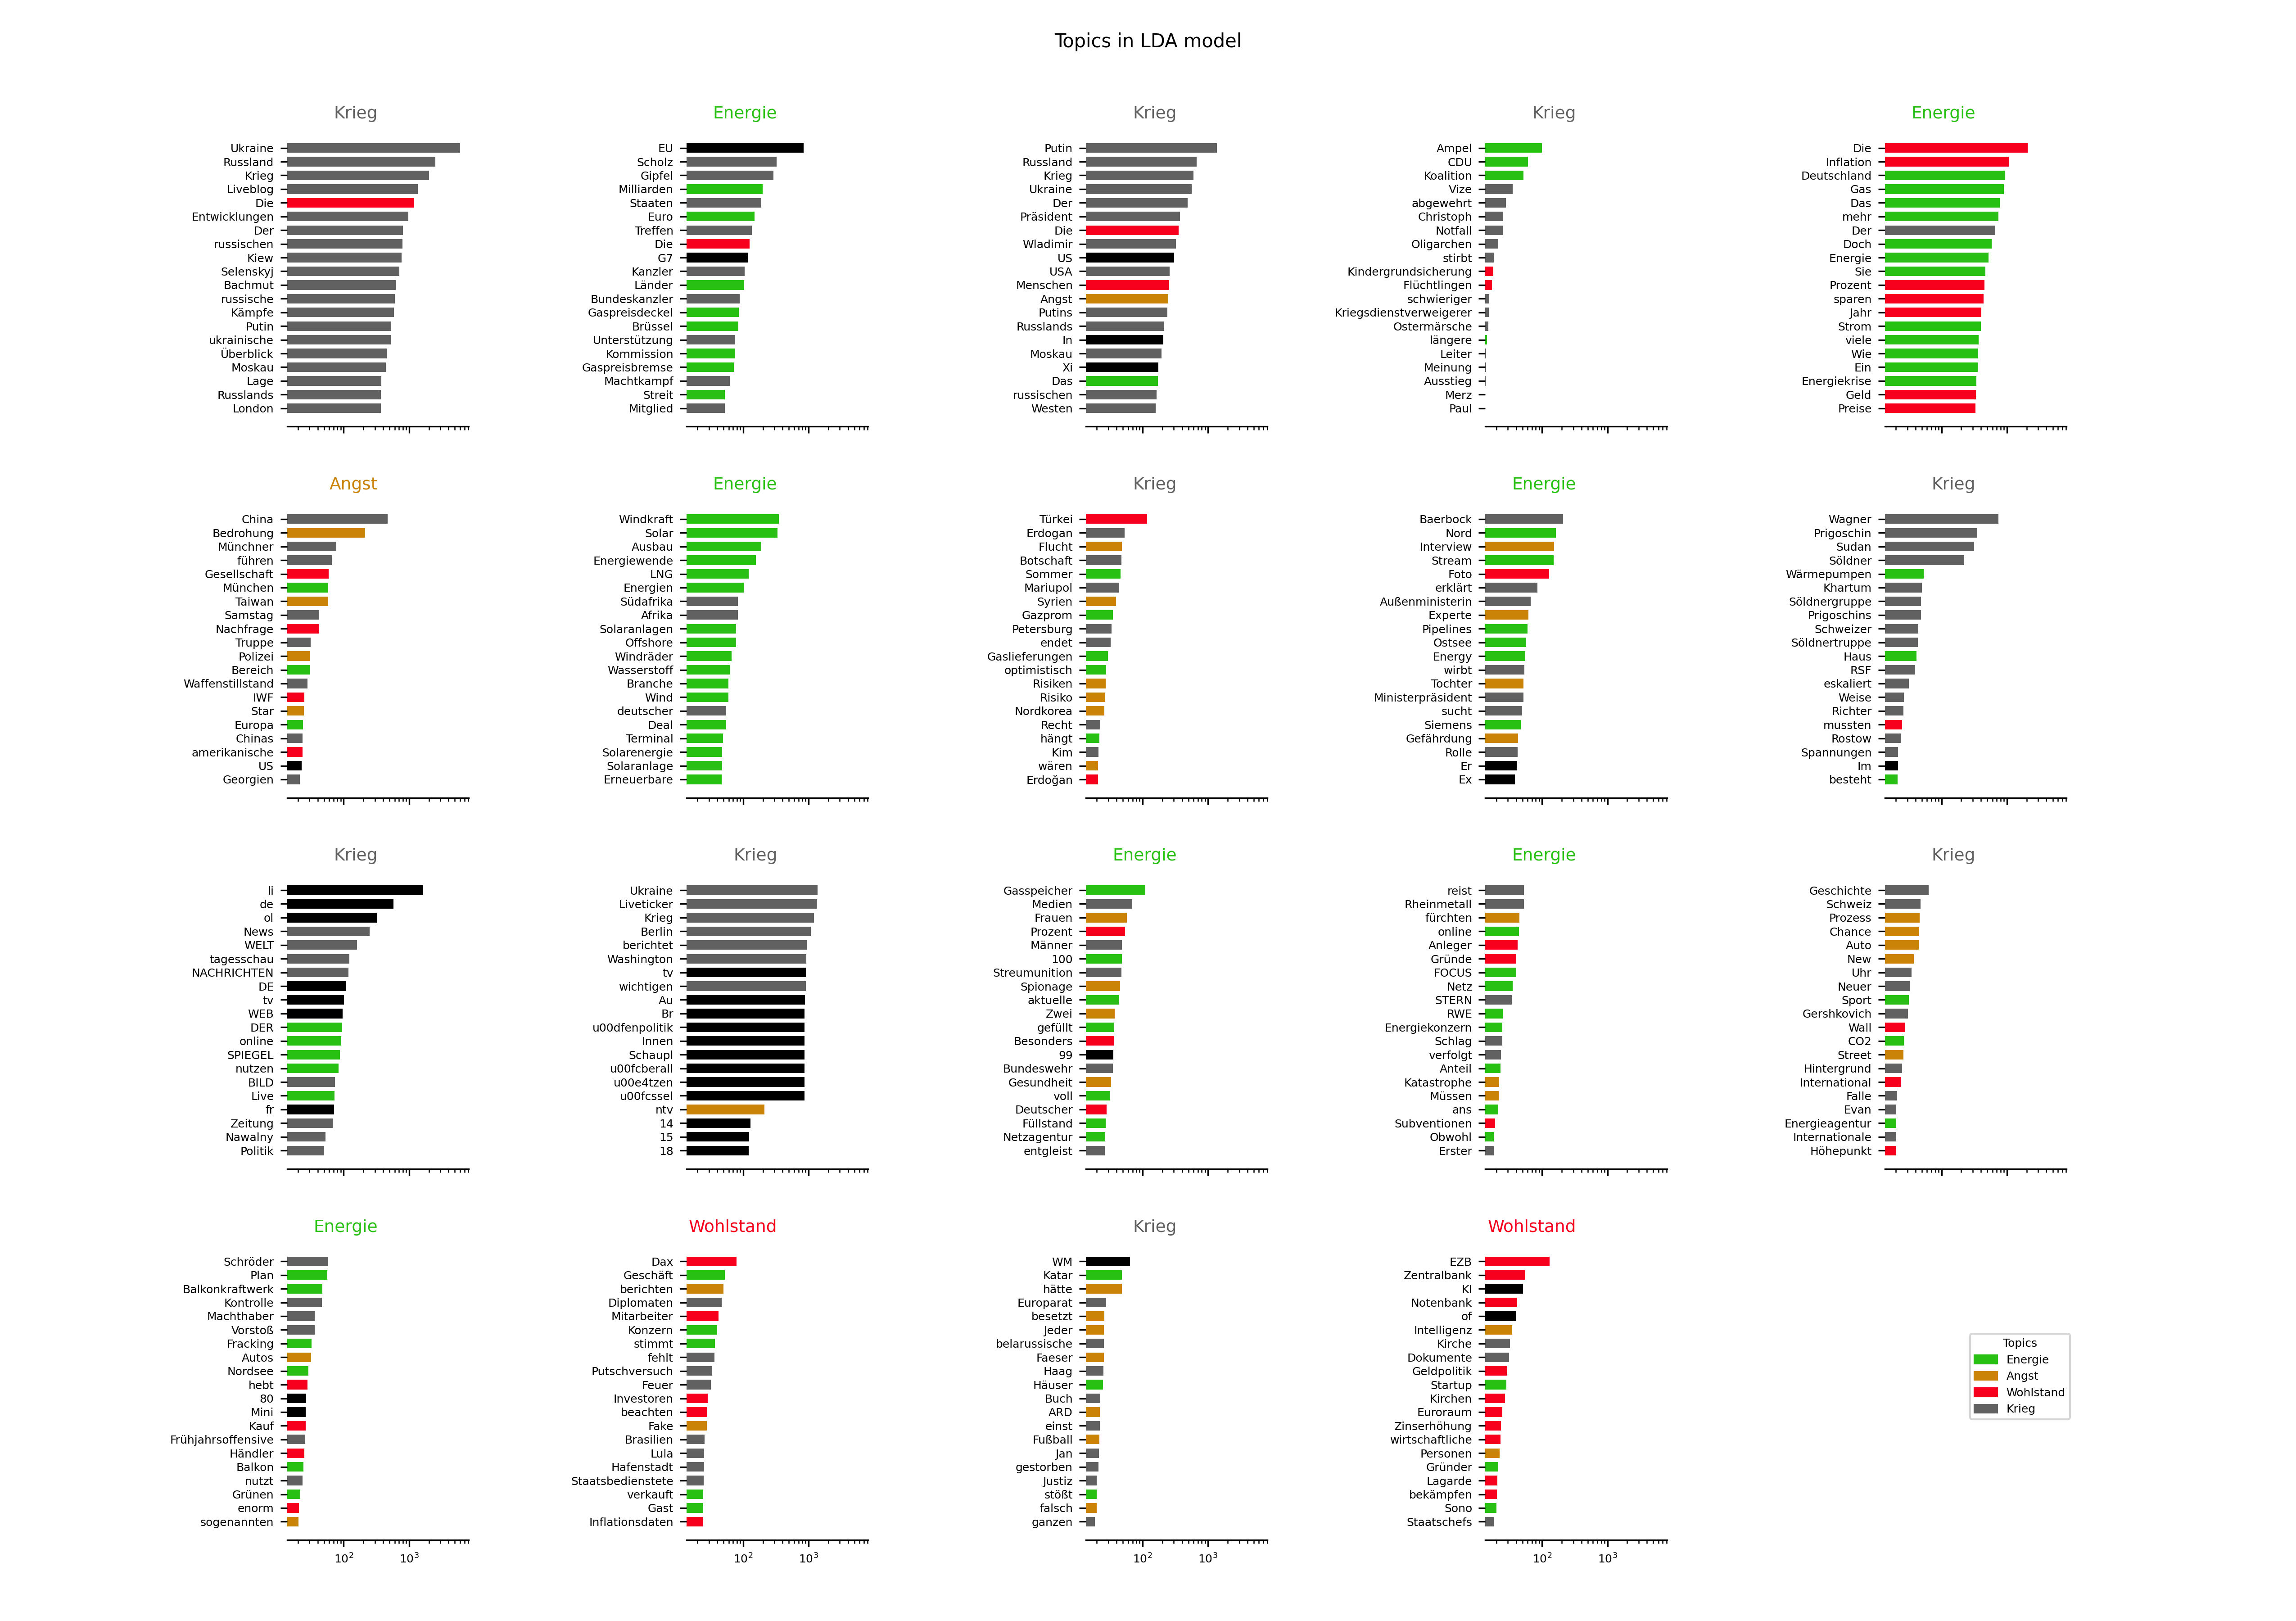 Topics in LDA model
Krieg
Ukraine
Russland
Krieg
Liveblog
Die
Entwicklungen
Der
russischen
Kiew
Selenskyj
Bachmut
russische
Kämpfe
Putin
ukrainische
Überblick
Moskau
Lage
Russlands
London
Energie
EU
Scholz
Gipfel
Milliarden
Staaten
Euro
Treffen
Die
G7
Kanzler
Länder
Bundeskanzler
Gaspreisdeckel
Brüssel
Unterstützung
Kommission
Gaspreisbremse
Machtkampf
Streit
Mitglied
Krieg
Putin
Russland
Krieg
Ukraine
Der
Präsident
Die
Wladimir
US
USA
Menschen
Angst
Putins
Russlands
In
Moskau
Xi
Das
russischen
Westen
Krieg
Ampel
CDU
Koalition
Vize
abgewehrt
Christoph
Notfall
Oligarchen
stirbt
Kindergrundsicherung
Flüchtlingen
schwieriger
Kriegsdienstverweigerer
Ostermärsche
längere
Leiter
Meinung
Ausstieg
Merz
Paul
Energie
Die
Inflation
Deutschland
Gas
Das
mehr
Der
Doch
Energie
Sie
Prozent
sparen
Jahr
Strom
viele
Wie
Ein
Energiekrise
Geld
Preise
Angst
China
Bedrohung
Münchner
führen
Gesellschaft
München
Taiwan
Samstag
Nachfrage
Truppe
Polizei
Bereich
Waffenstillstand
IWF
Star
Europa
Chinas
amerikanische
US
Georgien
Energie
Windkraft
Solar
Ausbau
Energiewende
LNG
Energien
Südafrika
Afrika
Solaranlagen
Offshore
Windräder
Wasserstoff
Branche
Wind
deutscher
Deal
Terminal
Solarenergie
Solaranlage
Erneuerbare
Krieg
Türkei
Erdogan
Flucht
Botschaft
Sommer
Mariupol
Syrien
Gazprom
Petersburg
endet
Gaslieferungen
optimistisch
Risiken
Risiko
Nordkorea
Recht
hängt
Kim
wären
Erdoğan
Energie
Baerbock
Nord
Interview
Stream
Foto
erklärt
Außenministerin
Experte
Pipelines
Ostsee
Energy
wirbt
Tochter
Ministerpräsident
sucht
Siemens
Gefährdung
Rolle
Er
Ex
Krieg
Wagner
Prigoschin
Sudan
Söldner
Wärmepumpen
Khartum
Söldnergruppe
Prigoschins
Schweizer
Söldnertruppe
Haus
RSF
eskaliert
Weise
Richter
mussten
Rostow
Spannungen
Im
besteht
Krieg
li
de
ol
News
WELT
tagesschau
NACHRICHTEN
DE
tv
WEB
DER
online
SPIEGEL
nutzen
BILD
Live
fr
Zeitung
Nawalny
Politik
Krieg
Ukraine
Liveticker
Krieg
Berlin
berichtet
Washington
tv
wichtigen
Au
Br
u00dfenpolitik
Innen
Schaupl
u00fcberall
u00e4tzen
u00fcssel
ntv
14
15
18
Energie
Gasspeicher
Medien
Frauen
Prozent
Männer
100
Streumunition
Spionage
aktuelle
Zwei
gefüllt
Besonders
99
Bundeswehr
Gesundheit
voll
Deutscher
Füllstand
Netzagentur
entgleist
Energie
reist
Rheinmetall
fürchten
online
Anleger
Gründe
FOCUS
Netz
STERN
RWE
Energiekonzern
Schlag
verfolgt
Anteil
Katastrophe
Müssen
ans
Subventionen
Obwohl
Erster
Krieg
Geschichte
Schweiz
Prozess
Chance
Auto
New
Uhr
Neuer
Sport
Gershkovich
Wall
CO2
Street
Hintergrund
International
Falle
Evan
Energieagentur
Internationale
Höhepunkt
Energie
Schröder
Plan
Balkonkraftwerk
Kontrolle
Machthaber
Vorstoß
Fracking
Autos
Nordsee
hebt
80
Mini
Kauf
Frühjahrsoffensive
Händler
Balkon
nutzt
Grünen
enorm
sogenannten
10² 10³
Wohlstand
Dax
Geschäft
berichten
Diplomaten
Mitarbeiter
Konzern
stimmt
fehlt
Putschversuch
Feuer
Investoren
beachten
Fake
Brasilien
Lula
Hafenstadt
Staatsbedienstete
verkauft
Gast
Inflationsdaten
10² 10³
Krieg
WM
Katar
hätte
Europarat
besetzt
Jeder
belarussische
Faeser
Haag
Häuser
Buch
ARD
einst
Fußball
Jan
gestorben
Justiz
stößt
falsch
ganzen
10² 10³
Wohlstand
EZB
Zentralbank
KI
Notenbank
of
Intelligenz
Kirche
Dokumente
Geldpolitik
Startup
Kirchen
Euroraum
Zinserhöhung
wirtschaftliche
Personen
Gründer
Lagarde
bekämpfen
Sono
Staatschefs
10² 10³
Topics
Energie
Angst
Wohlstand
Krieg